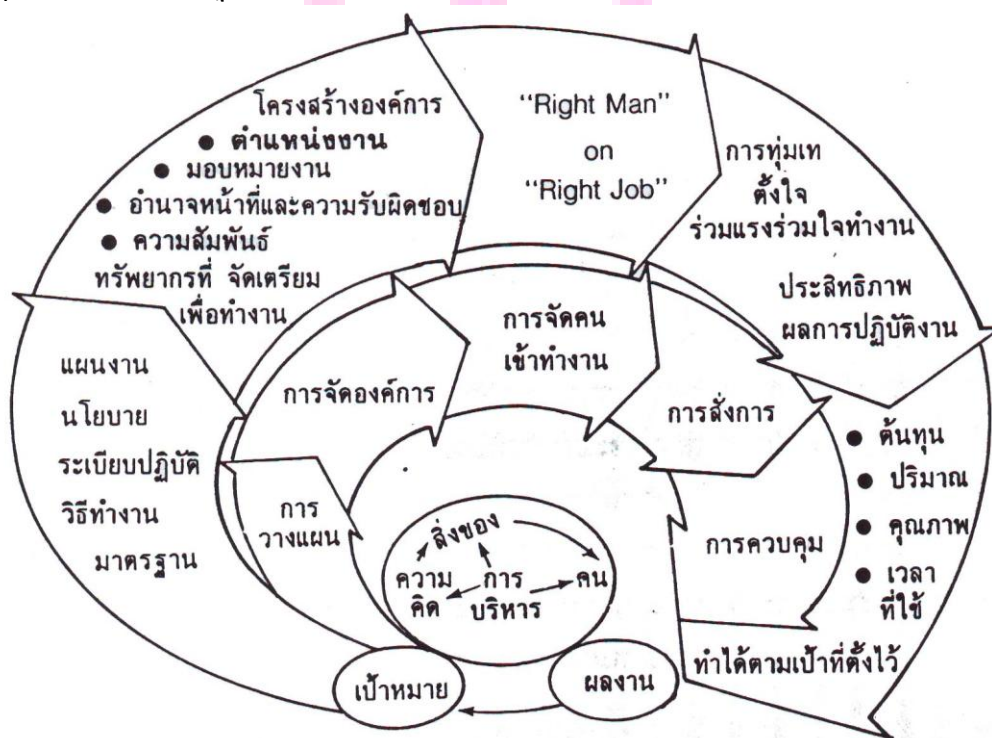 โครงสร้างองค์การ
● ตำแหน่งงาน
● มอบหมายงาน
● อำนาจหน้าที่และความรับผิดชอบ
● ความสัมพันธ์
ทรัพยากรที่ จัดเตรียม
เพื่อทำงาน
"Right Man"
on
"Right Job"
การทุ่มเท
ตั้งใจ
ร่วมแรงร่วมใจทำงาน
ประสิทธิภาพ
ผลการปฏิบัติงาน
แผนงาน
นโยบาย
ระเบียบปฏิบัติ
วิธีทำงาน
มาตรฐาน
การวางแผน
การจัดองค์การ
การจัดคน
เข้าทำงาน
การสั่งการ
การควบคุม
● ต้นทุน
● ปริมาณ
● คุณภาพ
● เวลา
ที่ใช้
ทำได้ตามเป้าที่ตั้งไว้
สิ่งของ
ความ
คิด
การ
บริหาร
คน
เป้าหมาย
ผลงาน